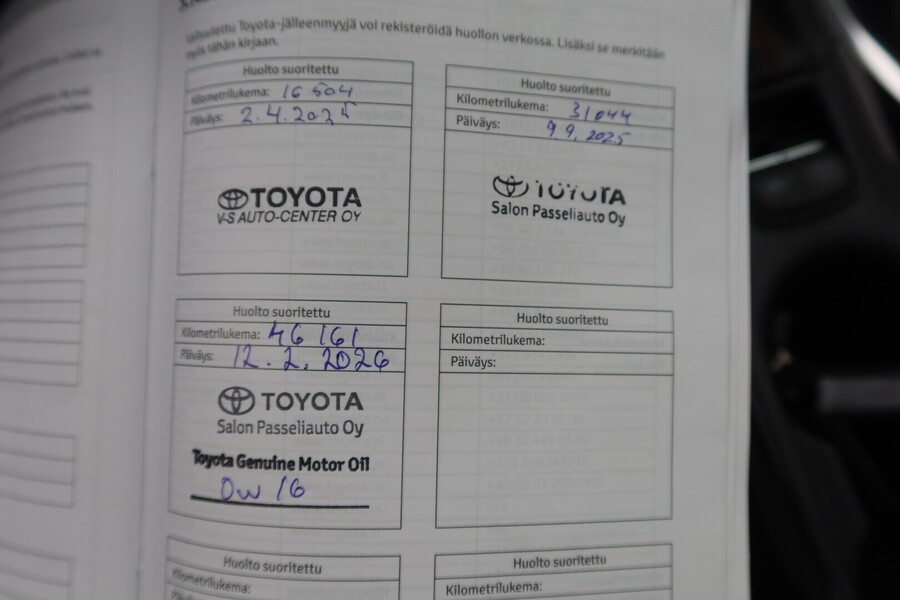 Toyota-jälleenmyyjä voi rekisteröidä huollon verkossa. Lisäksi se merkitään
myös tähän kirjaan.
Huolto suoritettu
Kilometrilukema: 16 504
Päiväys: 2.4.2025
TOYOTA
V-S AUTO-CENTER OY
Huolto suoritettu
Kilometrilukema: 31044
Päiväys: 9.9.2025
TOYOTA
Salon Passeliauto Oy
Huolto suoritettu
Kilometrilukema: 46 161
Päiväys: 12.2.2026
TOYOTA
Salon Passeliauto Oy
Toyota Genuine Motor Oil
0w16
Huolto suoritettu
Kilometrilukema:
Päiväys:
Huolto suoritettu
Kilometrilukema:
Huolto suoritettu
Kilometrilukema: